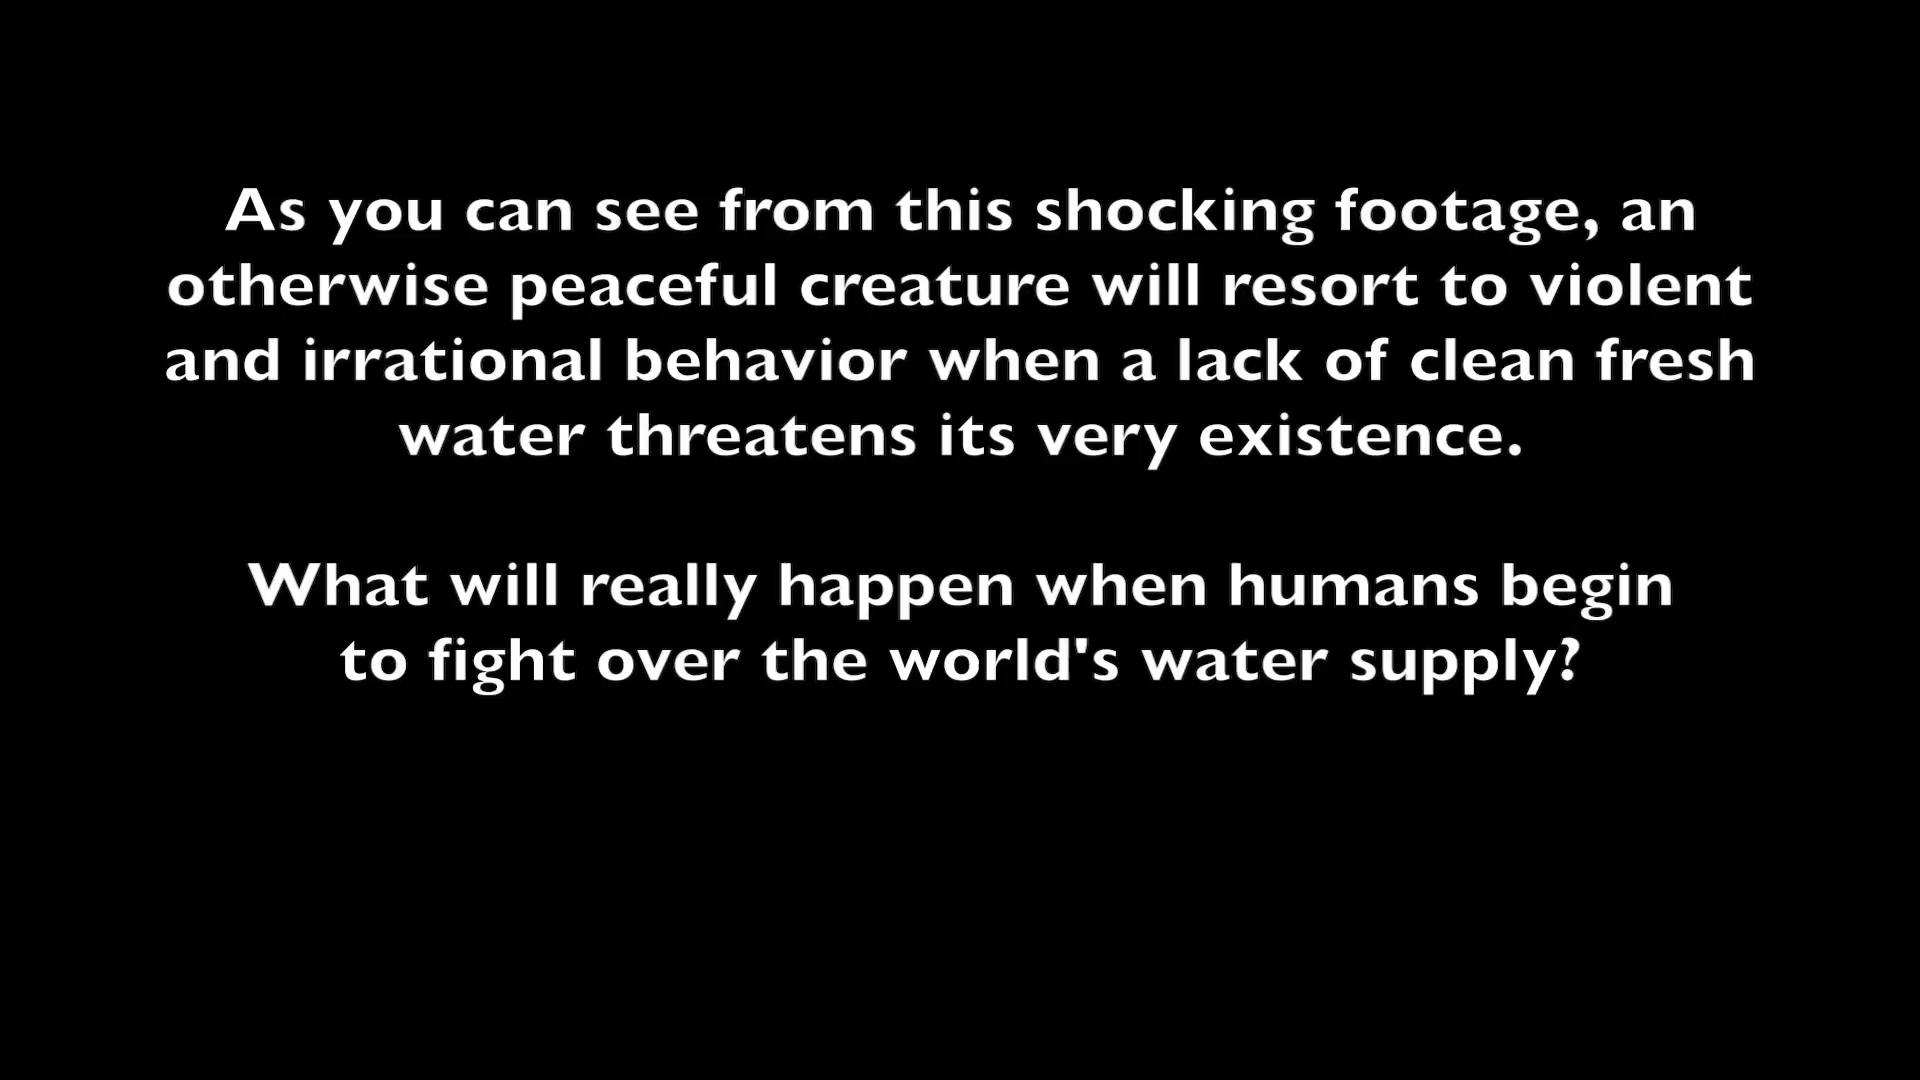 As you can see from this shocking footage, an
otherwise peaceful creature will resort to violent
and irrational behavior when a lack of clean fresh
water threatens its very existence.
What will really happen when humans begin
to fight over the world's water supply?